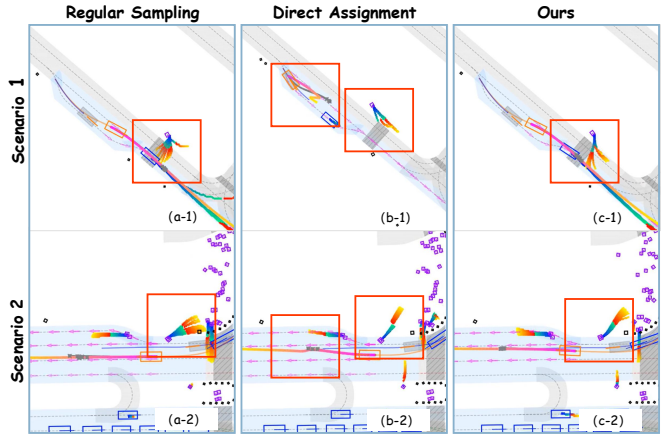 Regular Sampling Direct Assignment Ours
Scenario 1
(a-1) (b-1) (c-1)
Scenario 2
(a-2) (b-2) (c-2)